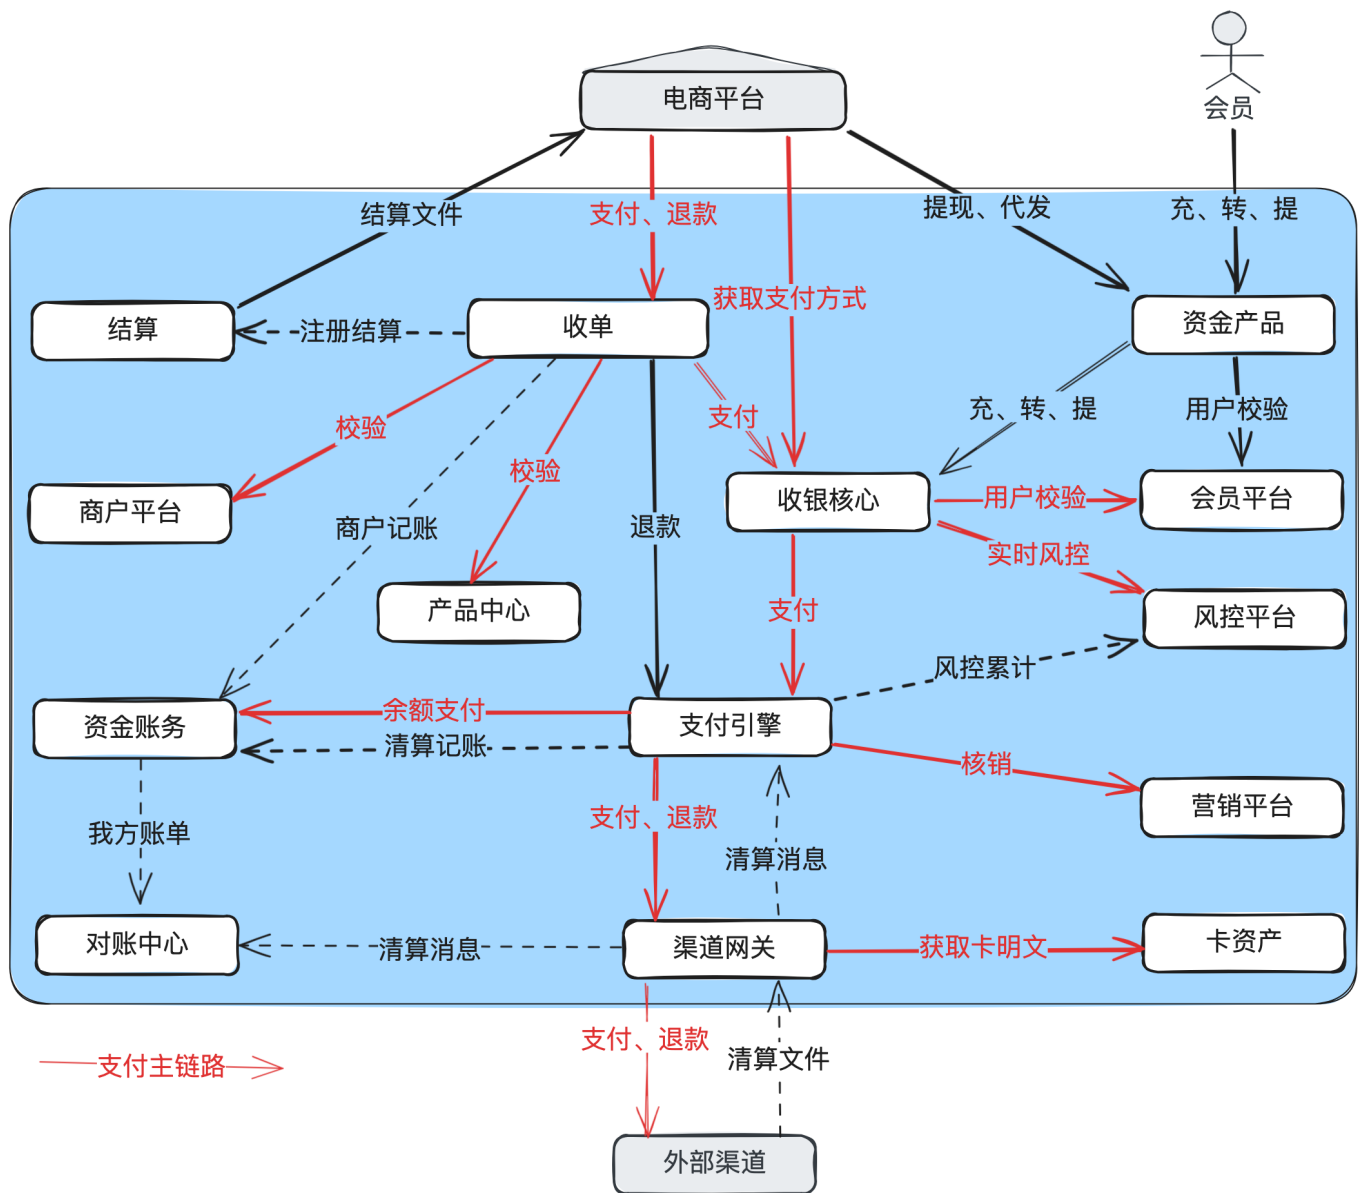 电商平台
会员
结算文件
支付、退款
提现、代发
充、转、提
获取支付方式
结算
注册结算
收单
资金产品
校验
支付
充、转、提
用户校验
校验
商户平台
商户记账
退款
收银核心
用户校验
会员平台
实时风控
产品中心
支付
风控平台
风控累计
资金账务
余额支付
清算记账
支付引擎
核销
我方账单
支付、退款
清算消息
营销平台
对账中心
清算消息
渠道网关
获取卡明文
卡资产
支付主链路
支付、退款
清算文件
外部渠道